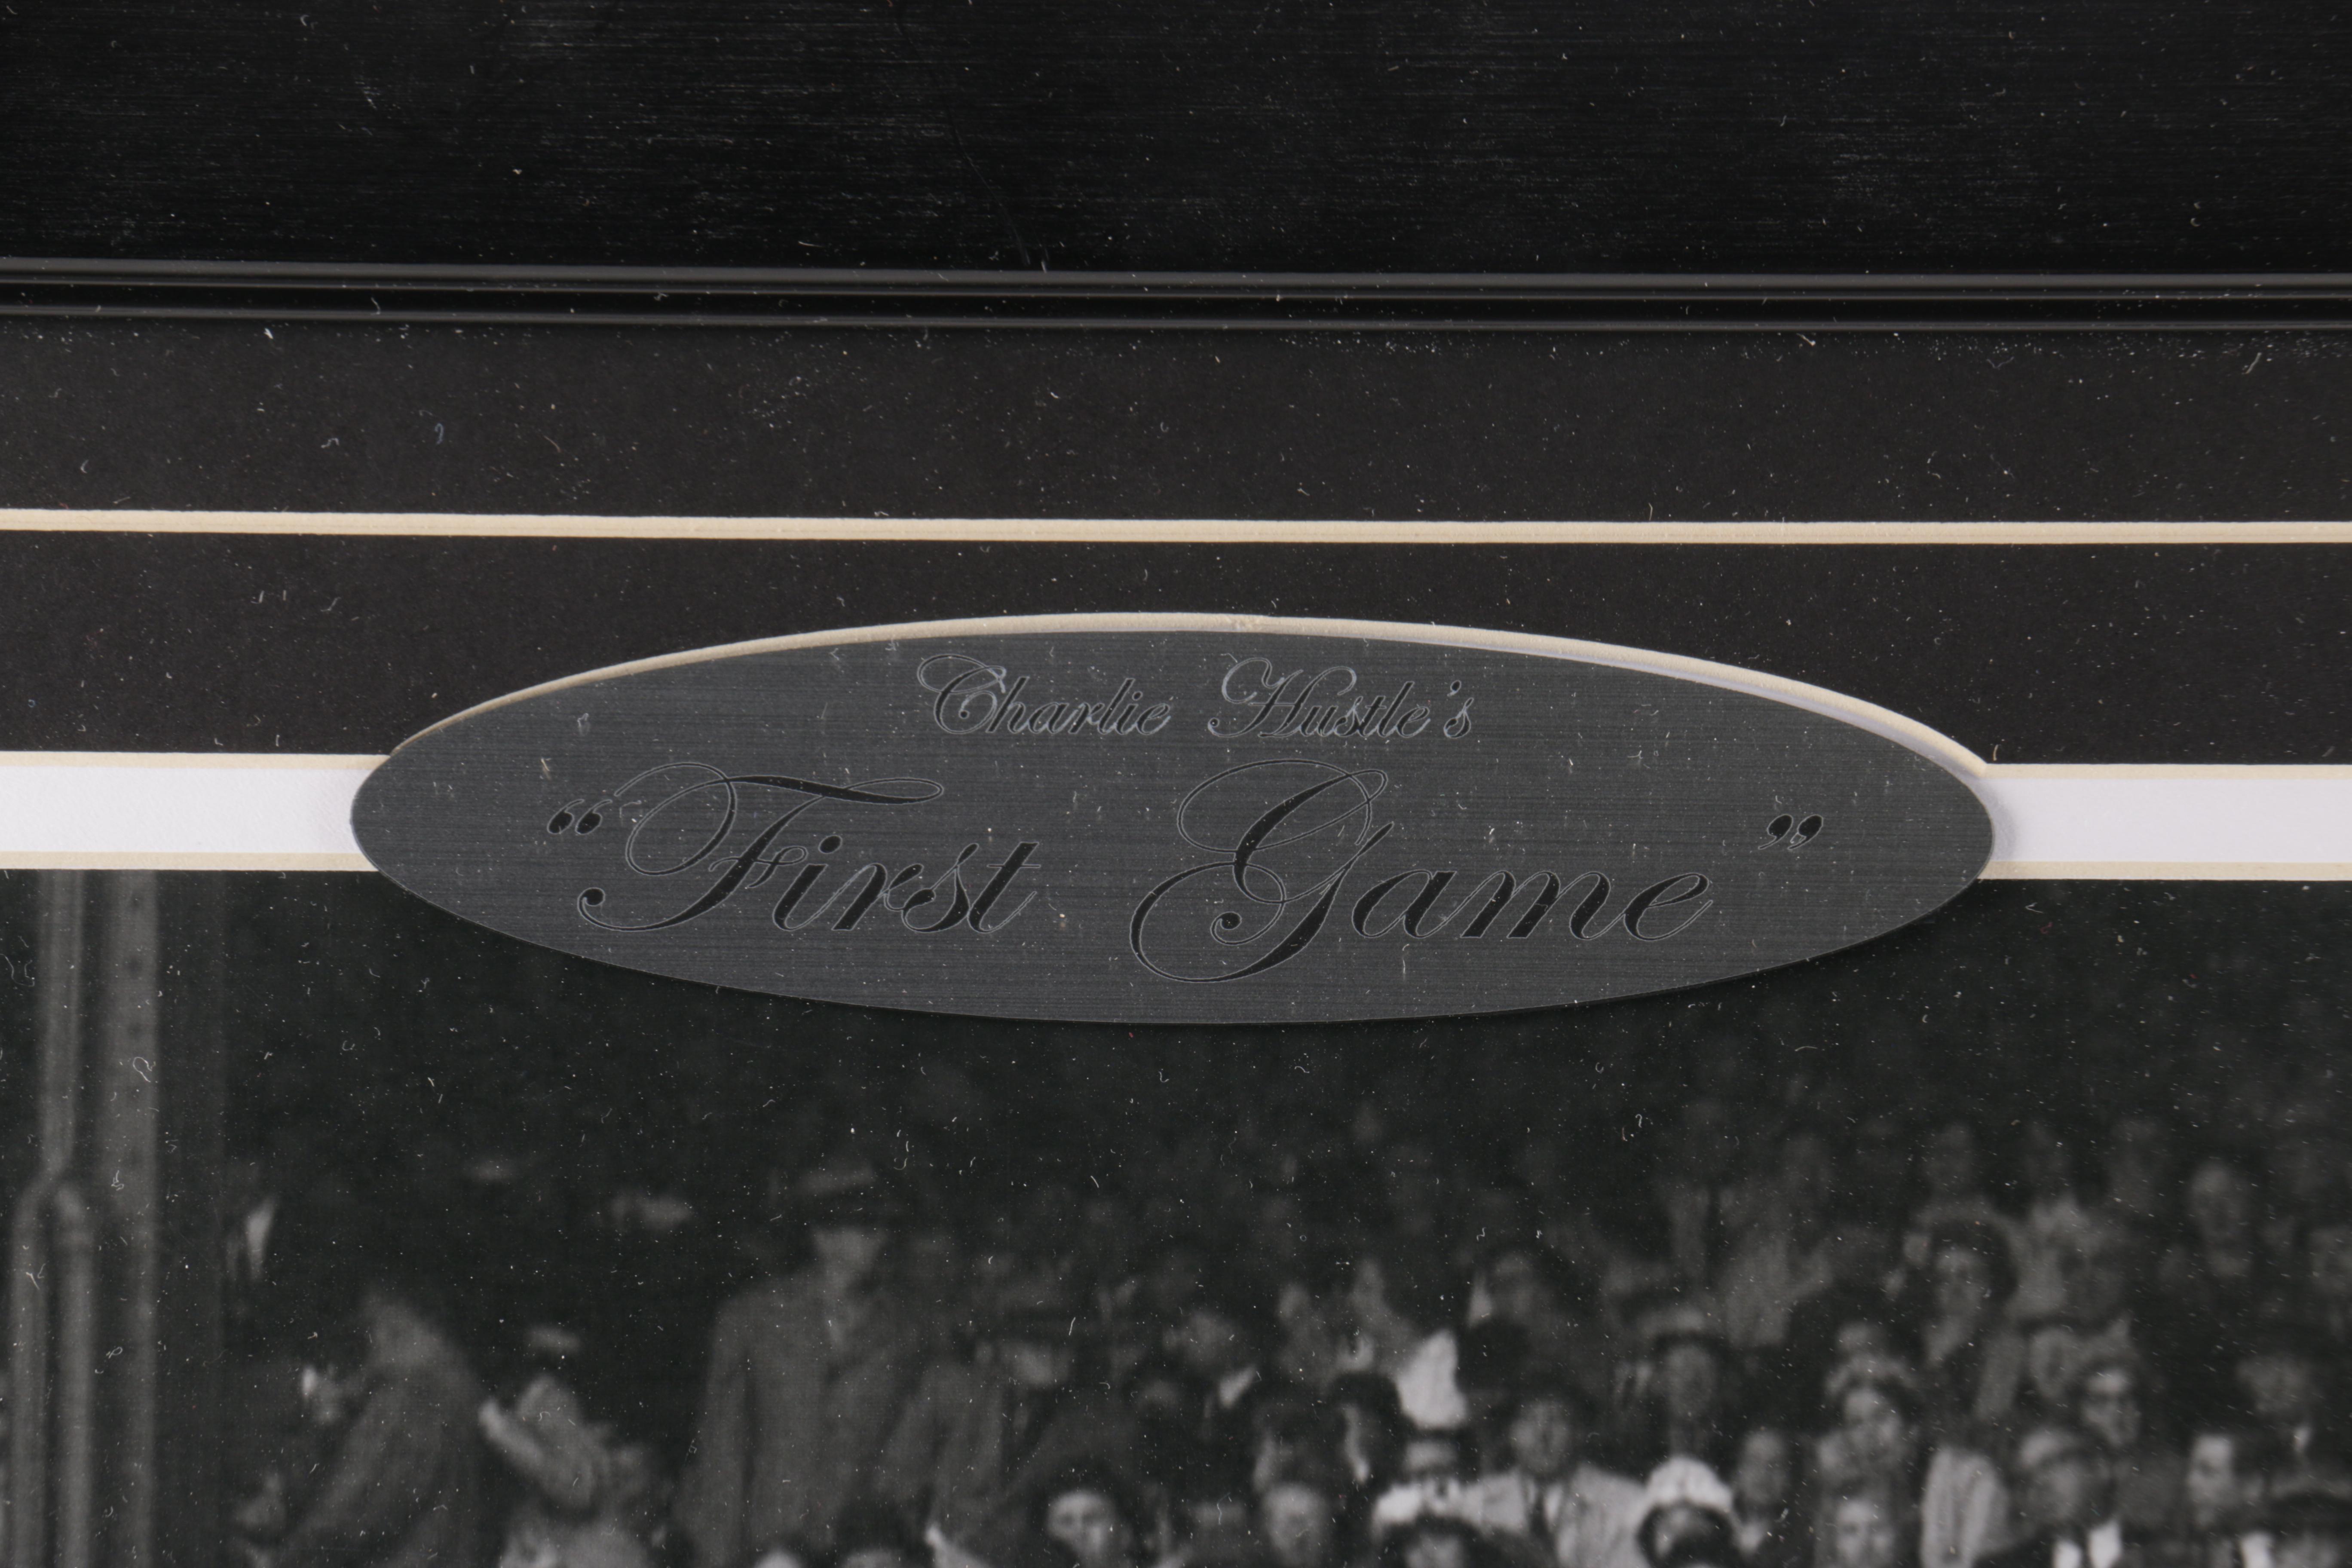 Charlie Hustle's
“First Game”